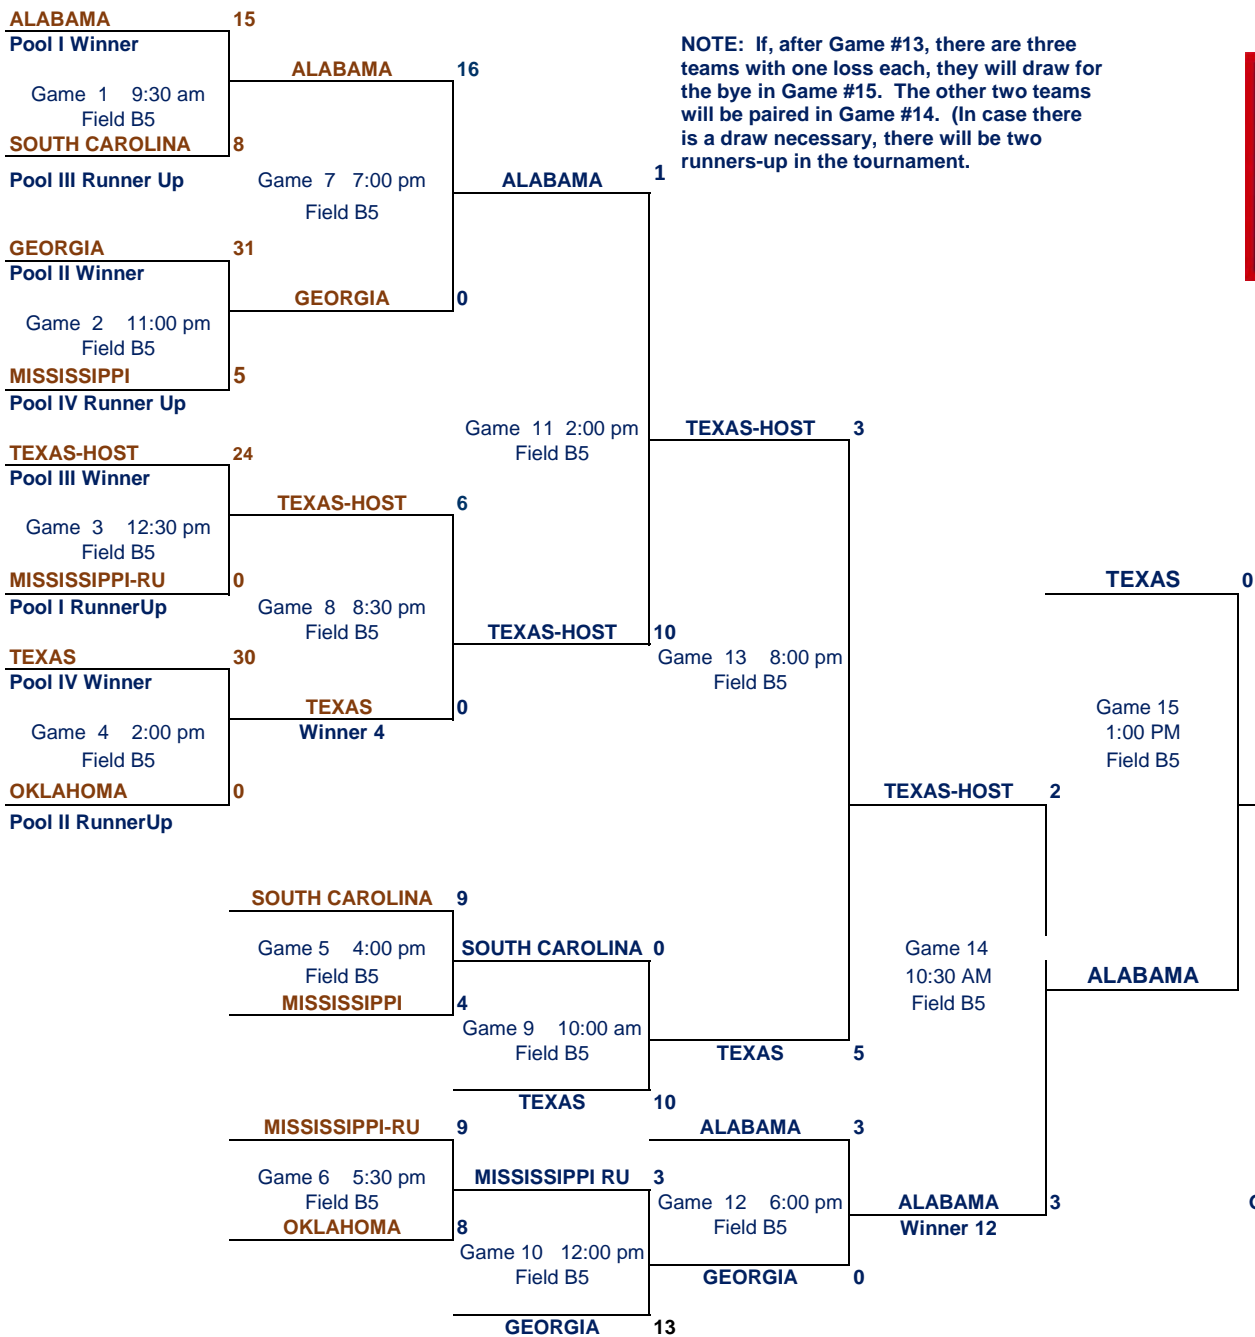 ALABAMA 15
Pool I Winner
Game 1 9:30 am
Field B5
SOUTH CAROLINA 8
Pool III Runner Up
GEORGIA 31
Pool II Winner
Game 2 11:00 pm
Field B5
MISSISSIPPI 5
Pool IV Runner Up
TEXAS-HOST 24
Pool III Winner
Game 3 12:30 pm
Field B5
MISSISSIPPI-RU 0
Pool I RunnerUp
TEXAS 30
Pool IV Winner
Game 4 2:00 pm
Field B5
OKLAHOMA 0
Pool II RunnerUp
ALABAMA 16
Game 7 7:00 pm
Field B5
GEORGIA 0
TEXAS-HOST 6
Game 8 8:30 pm
Field B5
TEXAS 0
Winner 4
SOUTH CAROLINA 9
Game 5 4:00 pm
Field B5
MISSISSIPPI 4
MISSISSIPPI-RU 9
Game 6 5:30 pm
Field B5
OKLAHOMA 8
NOTE: If, after Game #13, there are three
teams with one loss each, they will draw for
the bye in Game #15. The other two teams
will be paired in Game #14. (In case there
is a draw necessary, there will be two
runners-up in the tournament.
ALABAMA 1
Game 11 2:00 pm
Field B5
TEXAS-HOST 10
SOUTH CAROLINA 0
Game 9 10:00 am
Field B5
TEXAS 10
MISSISSIPPI RU 3
Game 10 12:00 pm
Field B5
GEORGIA 13
TEXAS-HOST 3
Game 13 8:00 pm
Field B5
TEXAS 5
ALABAMA 3
Game 12 6:00 pm
Field B5
GEORGIA 0
TEXAS-HOST 2
Game 14
10:30 AM
Field B5
ALABAMA 3
Winner 12
TEXAS 0
Game 15
1:00 PM
Field B5
ALABAMA